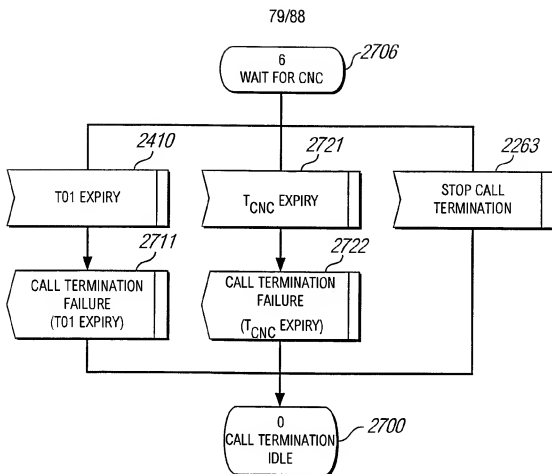 79/88
6
WAIT FOR CNC
2706
2410
T01 EXPIRY
2721
TCNC EXPIRY
2263
STOP CALL
TERMINATION
2711
CALL TERMINATION
FAILURE
(T01 EXPIRY)
2722
CALL TERMINATION
FAILURE
(TCNC EXPIRY)
0
CALL TERMINATION
IDLE
2700